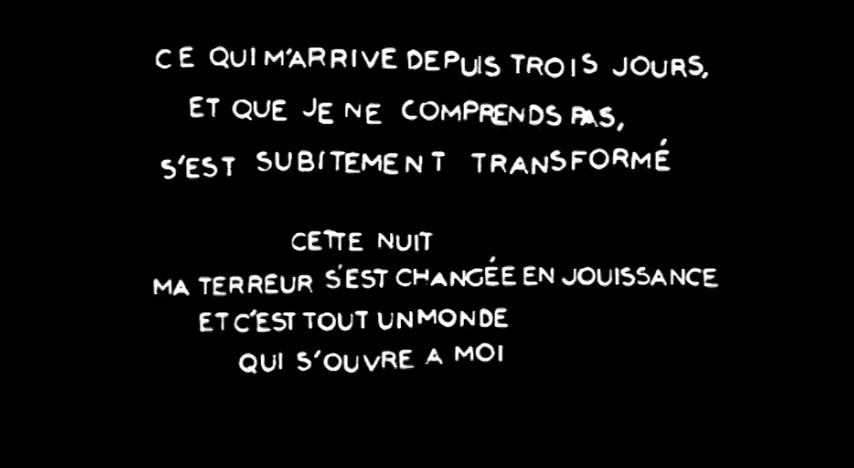 CE QUI M'ARRIVE DEPUIS TROIS JOURS,
ET QUE JE NE COMPRENDS PAS,
S'EST SUBITEMENT TRANSFORMÉ
CETTE NUIT
MA TERREUR S'EST CHANGÉE EN JOUISSANCE
ET C'EST TOUT UN MONDE
QUI S'OUVRE A MOI